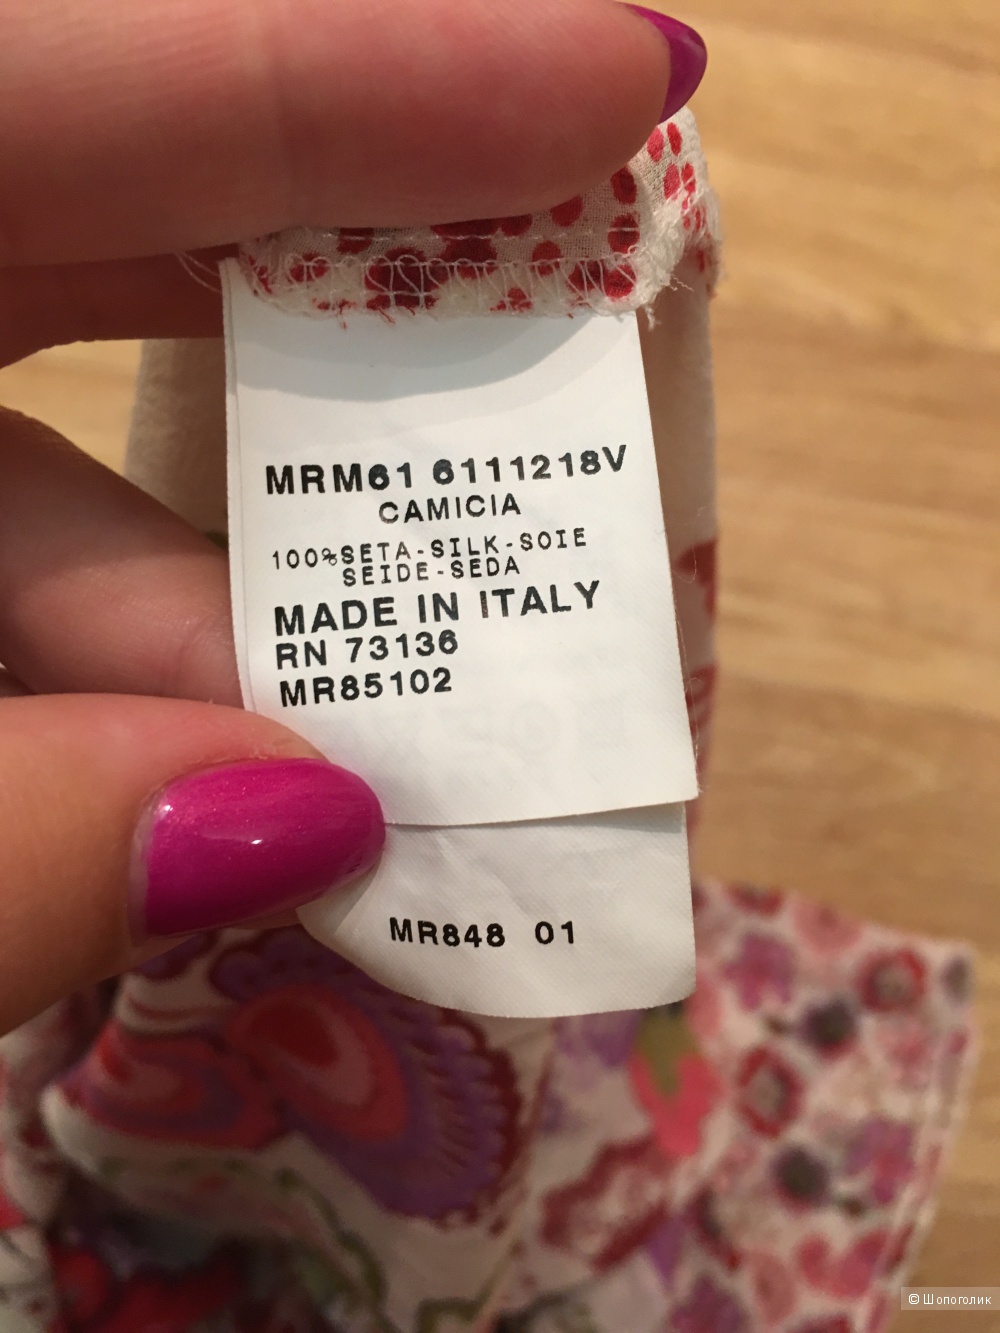 MRM61 6111218V
CAMICIA
100%SETA-SILK-SOIE
SEIDE-SEDA
MADE IN ITALY
RN 73136
MR85102
MR848 01
© Шопоголик